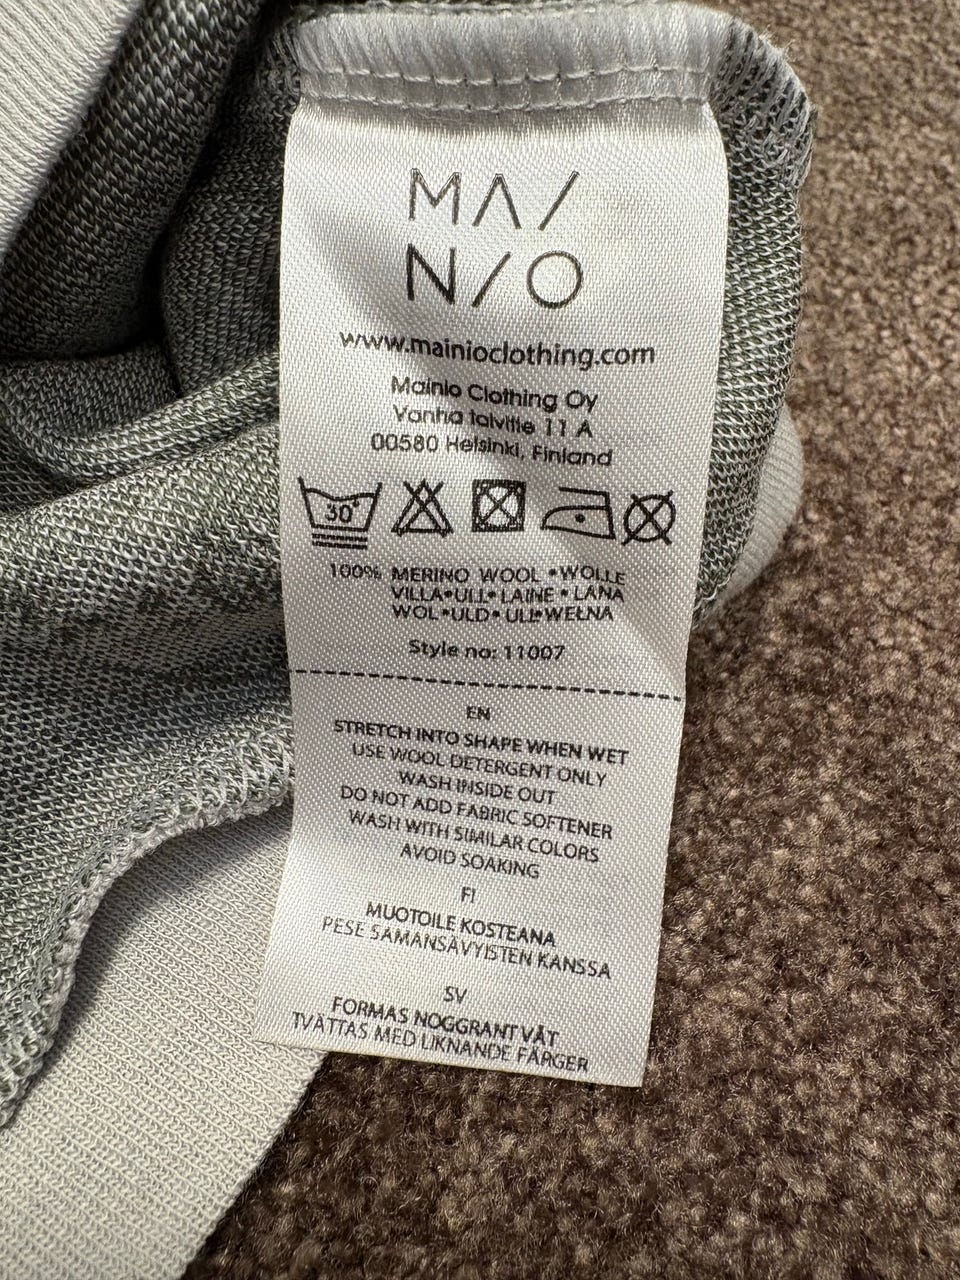 MAI
NIO
www.mainioclothing.com
Mainio Clothing Oy
Vanha talvitie 11 A
00580 Helsinki, Finland
30°
100% MERINO WOOL •WOLLE
VILLA•ULL• LAINE • LANA
WOL •ULD• ULL•WEŁNA
Style no: 11007
EN
STRETCH INTO SHAPE WHEN WET
USE WOOL DETERGENT ONLY
WASH INSIDE OUT
DO NOT ADD FABRIC SOFTENER
WASH WITH SIMILAR COLORS
AVOID SOAKING
FI
MUOTOILE KOSTEANA
PESE SAMANSÄVYISTEN KANSSA
SV
FORMAS NOGGRANT VÅT
TVÄTTAS MED LIKNANDE FÄRGER